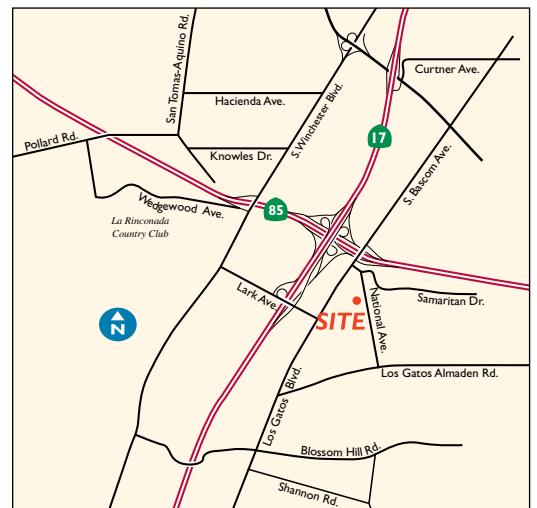 San Tomas-Aquino Rd.
Curtner Ave.
Hacienda Ave.
S.Winchester Blvd.
17
Pollard Rd.
Knowles Dr.
S. Bascom Ave.
Wedgewood Ave.
85
La Rinconada
Country Club
Lark Ave.
National Ave.
Samaritan Dr.
SITE
N
Los Gatos Almaden Rd.
Los Gatos Blvd.
Blossom Hill Rd.
Shannon Rd.